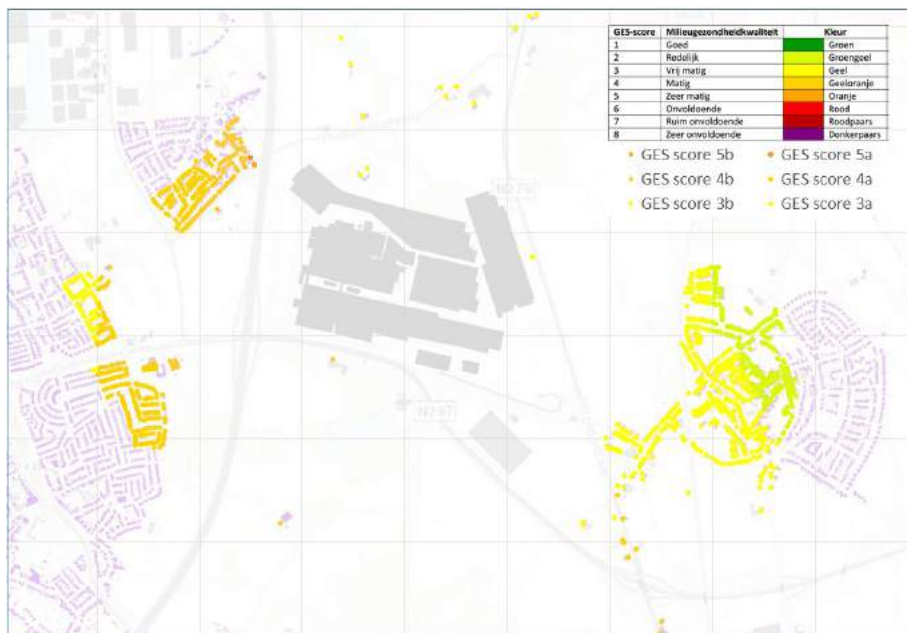 GES-score Milieugezondheidkwaliteit Kleur
1 Goed Groen
2 Redelijk Groengeel
3 Vrij matig Geel
4 Matig Geeloranje
5 Zeer matig Oranje
6 Onvoldoende Rood
7 Ruim onvoldoende Roodpaars
8 Zeer onvoldoende Donkerpaars
GES score 5b GES score 5a
GES score 4b GES score 4a
GES score 3b GES score 3a
N276
N297